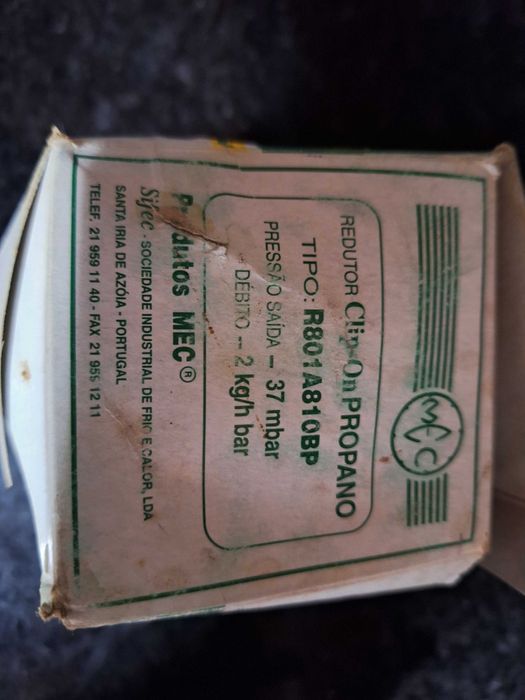 MEC
REDUTOR Clip-On PROPANO
TIPO: R801A810BP
PRESSÃO SAÍDA - 37 mbar
DÉBITO -- 2 kg/h bar
Produtos MEC®
Sifec - SOCIEDADE INDUSTRIAL DE FRIO E CALOR, LDA
SANTA IRIA DE AZÓIA - PORTUGAL
TELEF. 21 959 11 40 - FAX 21 955 12 11